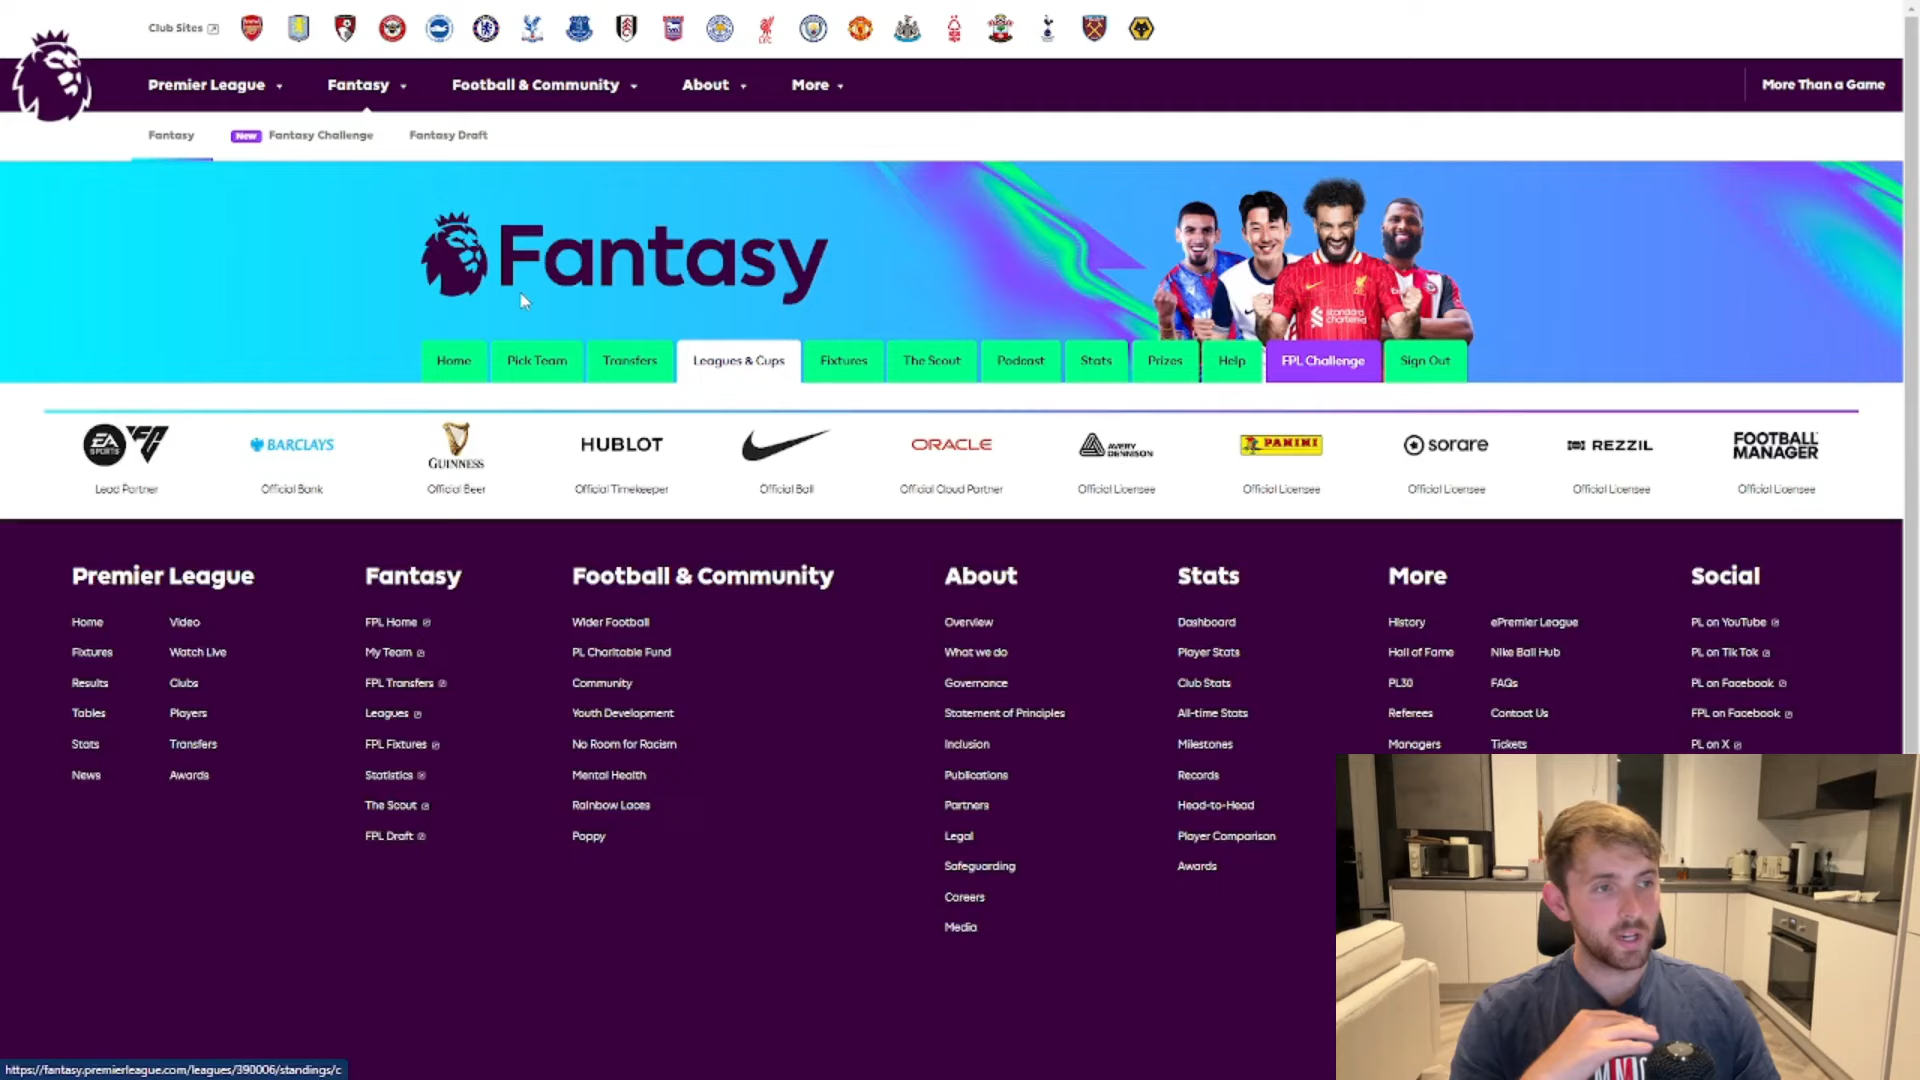 Club Sites
Premier League
Fantasy
Football & Community
About
More
More Than a Game
Fantasy
New
Fantasy Challenge
Fantasy Draft
Fantasy
Home
Pick Team
Transfers
Leagues & Cups
Fixtures
The Scout
Podcast
Stats
Prizes
Help
FPL Challenge
Sign Out
EA SPORTS FC
BARCLAYS
GUINNESS
HUBLOT
ORACLE
AVERY DENNISON
PANINI
sorare
REZZIL
FOOTBALL MANAGER
Lead Partner
Official Bank
Official Beer
Official Timekeeper
Official Ball
Official Cloud Partner
Official Licensee
Official Licensee
Official Licensee
Official Licensee
Official Licensee
Premier League
Home
Fixtures
Results
Tables
Stats
News
Video
Watch Live
Clubs
Players
Transfers
Awards
Fantasy
FPL Home
My Team
FPL Transfers
Leagues
FPL Fixtures
Statistics
The Scout
FPL Draft
Football & Community
Wider Football
PL Charitable Fund
Community
Youth Development
No Room for Racism
Mental Health
Rainbow Laces
Poppy
About
Overview
What we do
Governance
Statement of Principles
Inclusion
Publications
Partners
Legal
Safeguarding
Careers
Media
Stats
Dashboard
Player Stats
Club Stats
All-time Stats
Milestones
Records
Head-to-Head
Player Comparison
Awards
More
History
Hall of Fame
PL30
Referees
Managers
ePremier League
Nike Ball Hub
FAQs
Contact Us
Tickets
Social
PL on YouTube
PL on Tik Tok
PL on Facebook
FPL on Facebook
PL on X
https://fantasy.premierleague.com/leagues/390006/standings/c